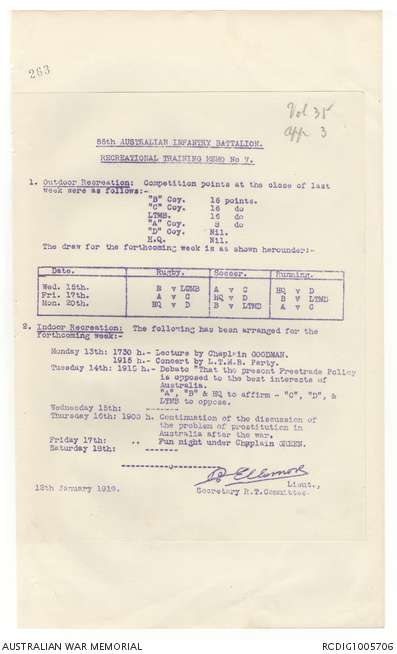 263
Vol 35
App 3
56th AUSTRALIAN INFANTRY BATTALION.
RECREATIONAL TRAINING MEMO No V.
1. Outdoor Recreation: Competition points at the close of last
week were as follows:-
"B" Coy. 16 points.
"C" Coy. 16 do
LTMB. 16 do
"A" Coy. 8 do
"D" Coy. Nil.
H.Q. Nil.
The draw for the forthcoming week is as shown hereunder:-
Date. Rugby. Soccer. Running.
Wed. 15th. B v LTMB A v C HQ v D
Fri. 17th. A v C HQ v D B v LTMB
Mon. 20th. HQ v D B v LTMB A v C
2. Indoor Recreation: The following has been arranged for the
forthcoming week:-
Monday 13th: 1730 h.- Lecture by Chaplain GOODMAN.
1915 h.- Concert by L.T.M.B. Party.
Tuesday 14th: 1915 h.- Debate "That the present Freetrade Policy
is opposed to the best interests of
Australia.
"A", "B" & HQ to affirm - "C", "D", &
LTMB to oppose.
Wednesday 15th: -------
Thursday 16th: 1900 h. Continuation of the discussion of
the problem of prostitution in
Australia after the war.
Friday 17th: .. Fun night under Chaplain GREEN.
Saturday 18th: -------
---------------0---------------
Lieut.,
12th January 1919. Secretary R.T.Committee.
AUSTRALIAN WAR MEMORIAL RCDIG1005706